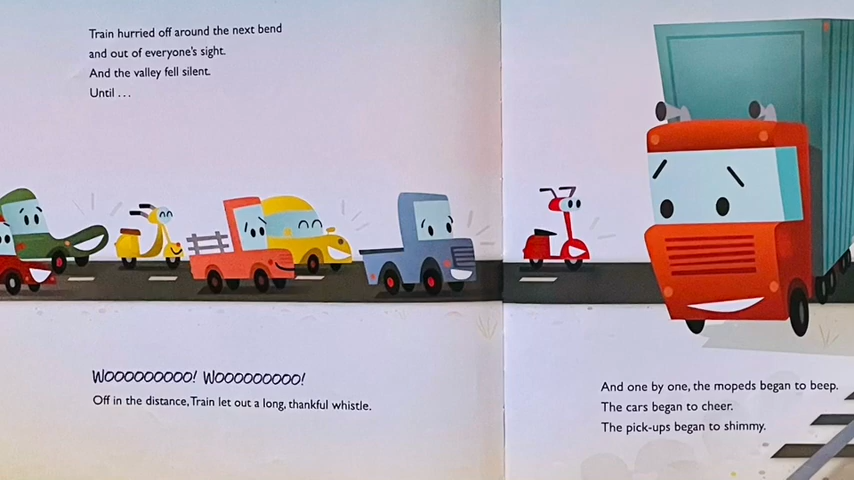 Train hurried off around the next bend
and out of everyone's sight.
And the valley fell silent.
Until ...
WOOOOOOOOO! WOOOOOOOOO!
Off in the distance, Train let out a long, thankful whistle.
And one by one, the mopeds began to beep.
The cars began to cheer.
The pick-ups began to shimmy.